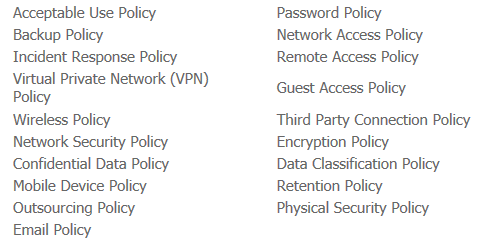 Acceptable Use Policy
Password Policy
Backup Policy
Network Access Policy
Incident Response Policy
Remote Access Policy
Virtual Private Network (VPN)
Policy
Guest Access Policy
Wireless Policy
Third Party Connection Policy
Network Security Policy
Encryption Policy
Confidential Data Policy
Data Classification Policy
Mobile Device Policy
Retention Policy
Outsourcing Policy
Physical Security Policy
Email Policy